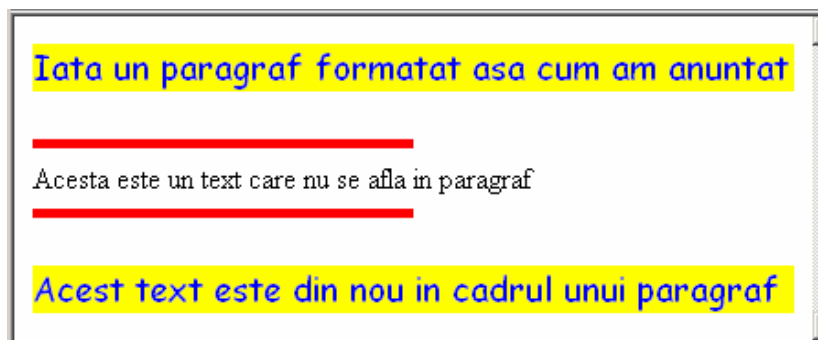 Iata un paragraf formatat asa cum am anuntat
Acesta este un text care nu se afla in paragraf
Acest text este din nou in cadrul unui paragraf